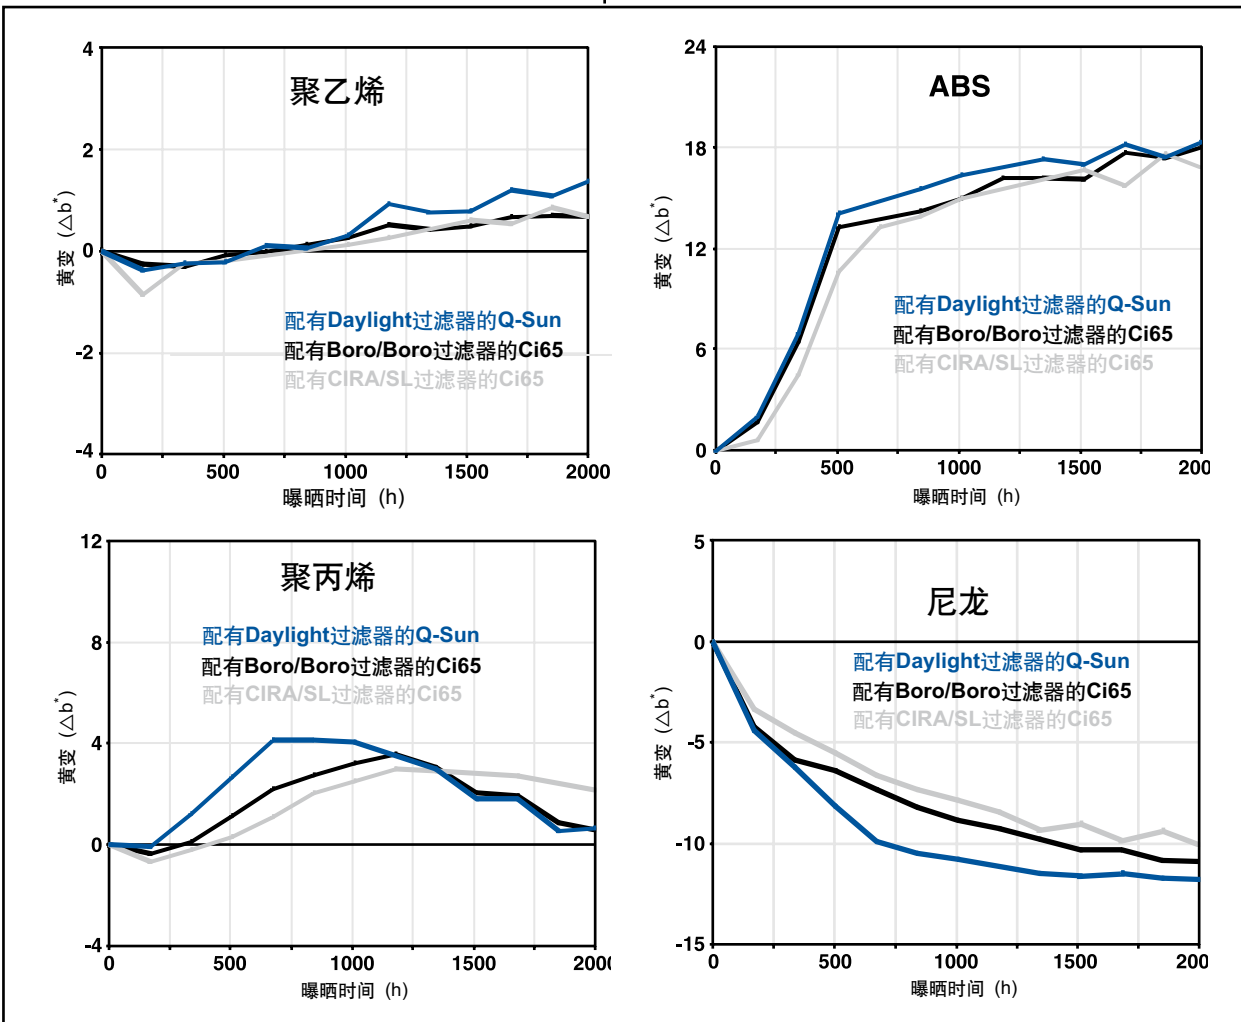 4
聚乙烯
2
0
黄变 (△b*)
-2
-4
配有Daylight过滤器的Q-Sun
配有Boro/Boro过滤器的Ci65
配有CIRA/SL过滤器的Ci65
0 500 1000 1500 2000
曝晒时间 (h)
24
ABS
18
12
黄变 (△b*)
6
0
配有Daylight过滤器的Q-Sun
配有Boro/Boro过滤器的Ci65
配有CIRA/SL过滤器的Ci65
0 500 1000 1500 200
曝晒时间 (h)
12
聚丙烯
配有Daylight过滤器的Q-Sun
配有Boro/Boro过滤器的Ci65
配有CIRA/SL过滤器的Ci65
8
4
黄变 (△b*)
0
-4
0 500 1000 1500 200
曝晒时间 (h)
5
尼龙
0
配有Daylight过滤器的Q-Sun
配有Boro/Boro过滤器的Ci65
配有CIRA/SL过滤器的Ci65
-5
黄变 (△b*)
-10
-15
0 500 1000 1500 200
曝晒时间 (h)